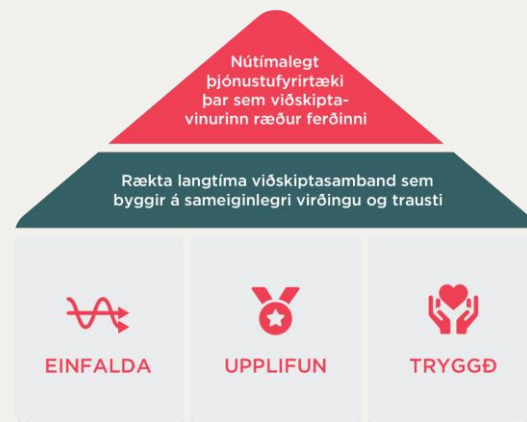 Nútímalegt
þjónustufyrirtæki
þar sem viðskipta-
vinurinn ræður ferðinni
Rækta langtíma viðskiptasamband sem
byggir á sameiginlegri virðingu og trausti
EINFALDA
UPPLIFUN
TRYGGÐ